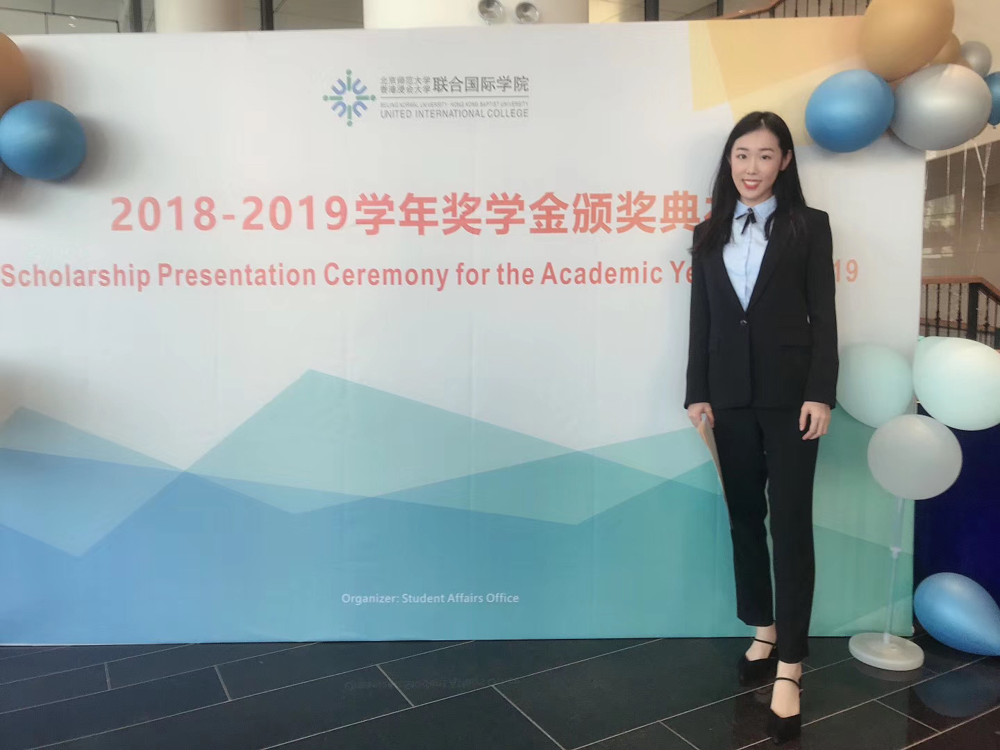 北京师范大学
香港浸会大学
联合国际学院
BEIJING NORMAL UNIVERSITY · HONG KONG BAPTIST UNIVERSITY
UNITED INTERNATIONAL COLLEGE
2018-2019学年奖学金颁奖典
Scholarship Presentation Ceremony for the Academic Ye 19
Organizer: Student Affairs Office